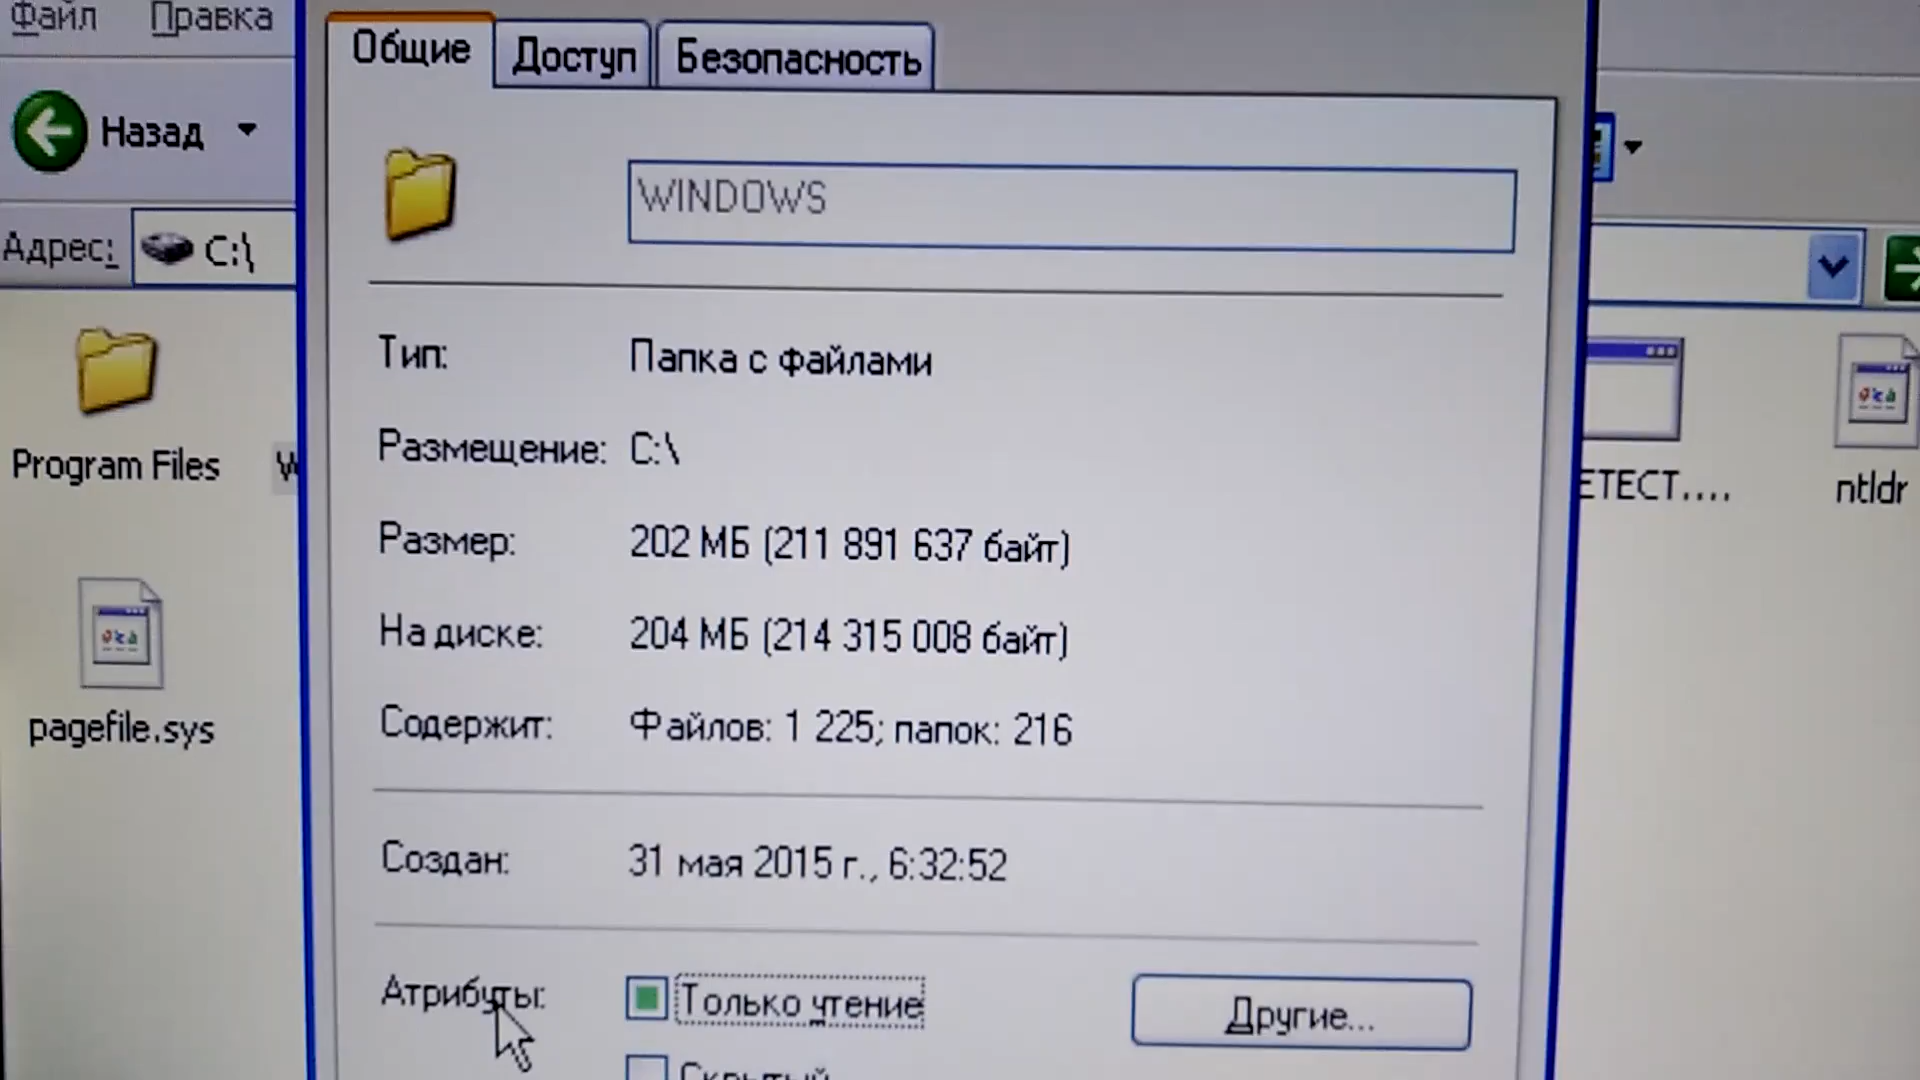 Файл Правка
Общие Доступ Безопасность
Назад
WINDOWS
Адрес: C:\
Тип: Папка с файлами
Размещение: C:\
Program Files W ETECT.... ntldr
Размер: 202 МБ (211 891 637 байт)
На диске: 204 МБ (214 315 008 байт)
pagefile.sys
Содержит: Файлов: 1 225; папок: 216
Создан: 31 мая 2015 г., 6:32:52
Атрибуты: Только чтение Другие...
Скрытый